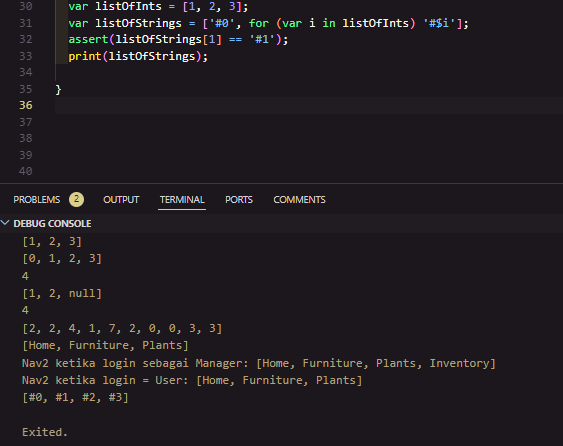 30 var listOfInts = [1, 2, 3];
31 var listOfStrings = ['#0', for (var i in listOfInts) '#$i'];
32 assert(listOfStrings[1] == '#1');
33 print(listOfStrings);
34
35 }
36
37
38
39
40
PROBLEMS 2 OUTPUT TERMINAL PORTS COMMENTS
DEBUG CONSOLE
[1, 2, 3]
[0, 1, 2, 3]
4
[1, 2, null]
4
[2, 2, 4, 1, 7, 2, 0, 0, 3, 3]
[Home, Furniture, Plants]
Nav2 ketika login sebagai Manager: [Home, Furniture, Plants, Inventory]
Nav2 ketika login = User: [Home, Furniture, Plants]
[#0, #1, #2, #3]
Exited.